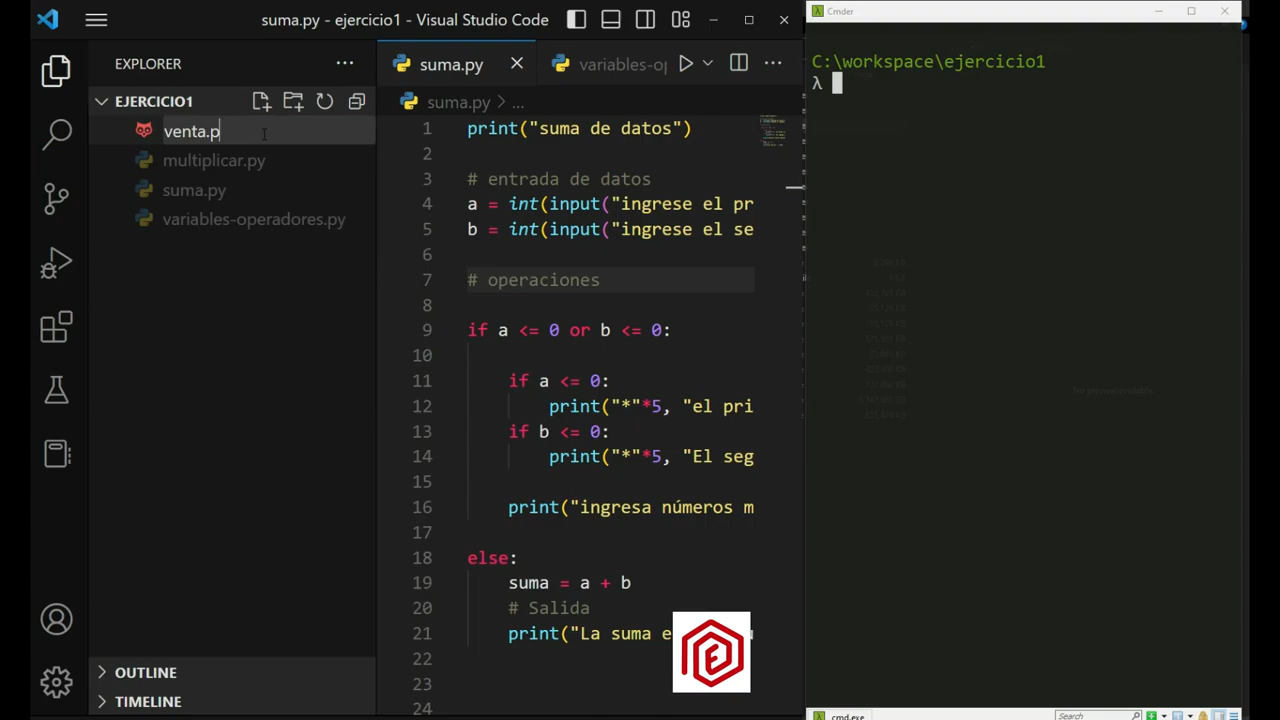 suma.py - ejercicio1 - Visual Studio Code
EXPLORER
EJERCICIO1
venta.p
multiplicar.py
suma.py
variables-operadores.py
OUTLINE
TIMELINE
suma.py
variables-op
suma.py > ...
1 print("suma de datos")
2
3 # entrada de datos
4 a = int(input("ingrese el pr
5 b = int(input("ingrese el se
6
7 # operaciones
8
9 if a <= 0 or b <= 0:
10
11 if a <= 0:
12 print("*"*5, "el pri
13 if b <= 0:
14 print("*"*5, "El seg
15
16 print("ingresa números m
17
18 else:
19 suma = a + b
20 # Salida
21 print("La suma e
22
23
24
E
Cmder
C:\workspace\ejercicio1
λ
cmd.exe
Search